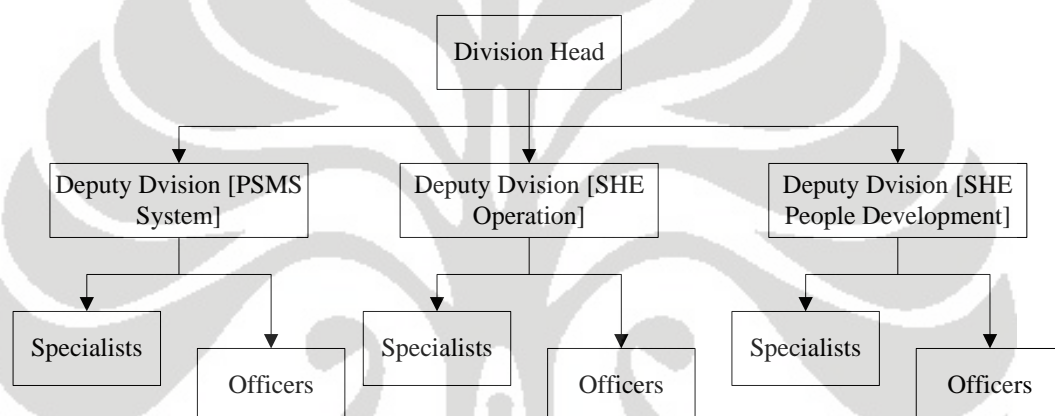 Division Head
Deputy Dvision [PSMS
System]
Deputy Dvision [SHE
Operation]
Deputy Dvision [SHE
People Development]
Specialists
Officers
Specialists
Officers
Specialists
Officers